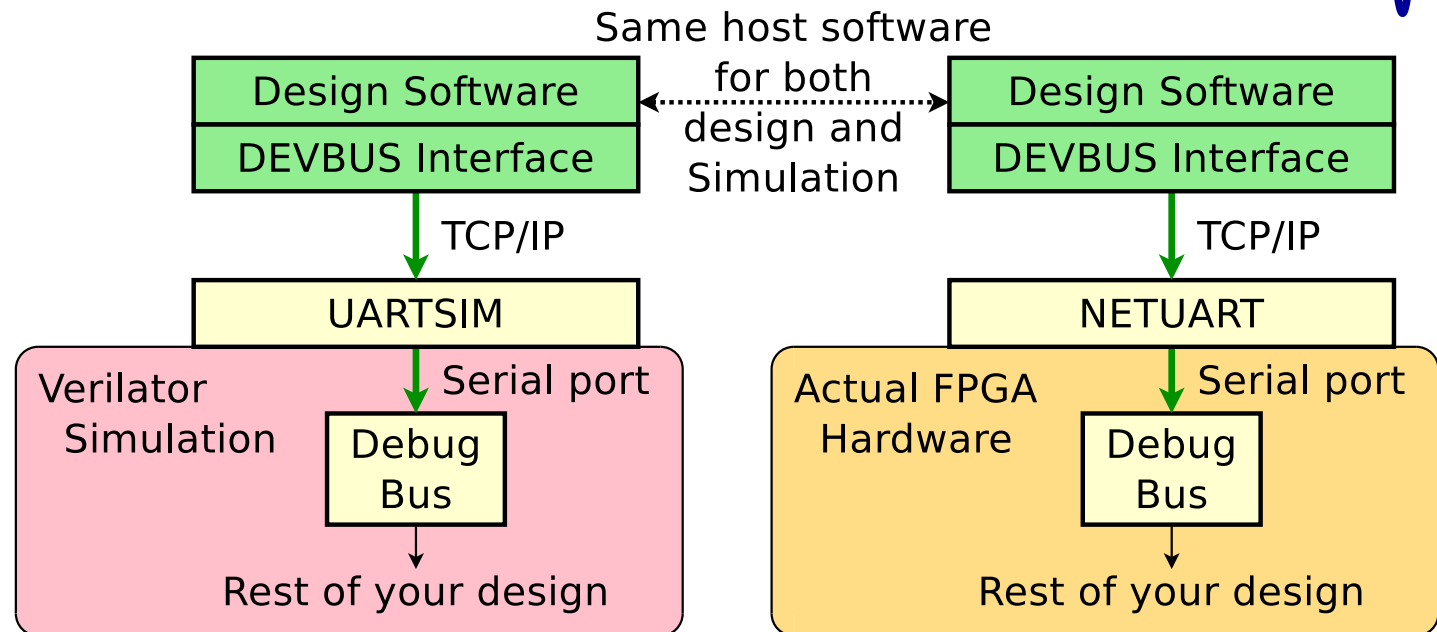 Same host software
for both
design and
Simulation
Design Software
DEVBUS Interface
TCP/IP
UARTSIM
Verilator
Simulation
Serial port
Debug
Bus
Rest of your design
Design Software
DEVBUS Interface
TCP/IP
NETUART
Actual FPGA
Hardware
Serial port
Debug
Bus
Rest of your design